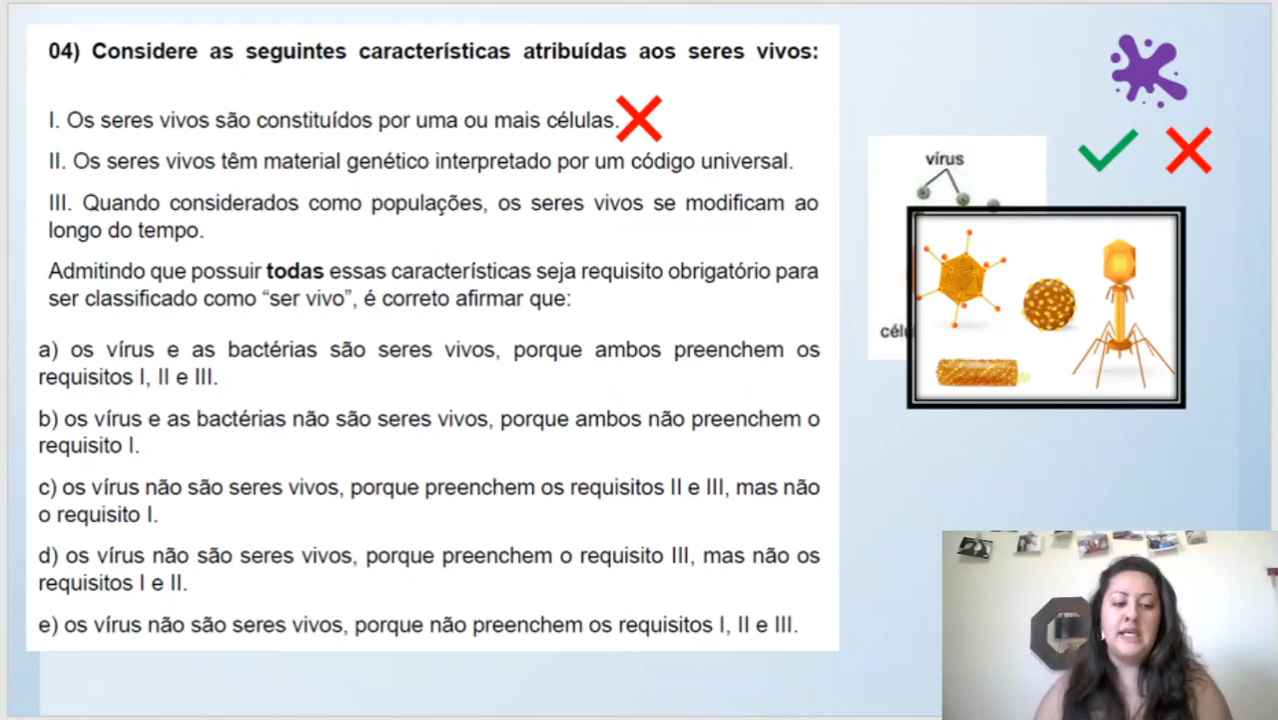 04) Considere as seguintes características atribuídas aos seres vivos:
I. Os seres vivos são constituídos por uma ou mais células.
II. Os seres vivos têm material genético interpretado por um código universal.
III. Quando considerados como populações, os seres vivos se modificam ao
longo do tempo.
Admitindo que possuir todas essas características seja requisito obrigatório para
ser classificado como “ser vivo”, é correto afirmar que:
a) os vírus e as bactérias são seres vivos, porque ambos preenchem os
requisitos I, II e III.
b) os vírus e as bactérias não são seres vivos, porque ambos não preenchem o
requisito I.
c) os vírus não são seres vivos, porque preenchem os requisitos II e III, mas não
o requisito I.
d) os vírus não são seres vivos, porque preenchem o requisito III, mas não os
requisitos I e II.
e) os vírus não são seres vivos, porque não preenchem os requisitos I, II e III.
vírus